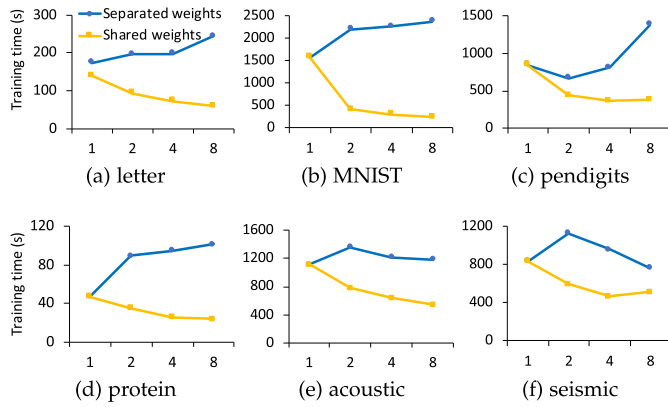 Training time (s)
300
200
100
0
Separated weights
Shared weights
1 2 4 8
(a) letter
2500
2000
1500
1000
500
0
1 2 4 8
(b) MNIST
1500
1000
500
0
1 2 4 8
(c) pendigits
Training time (s)
120
80
40
0
1 2 4 8
(d) protein
1600
1200
800
400
0
1 2 4 8
(e) acoustic
1200
800
400
0
1 2 4 8
(f) seismic